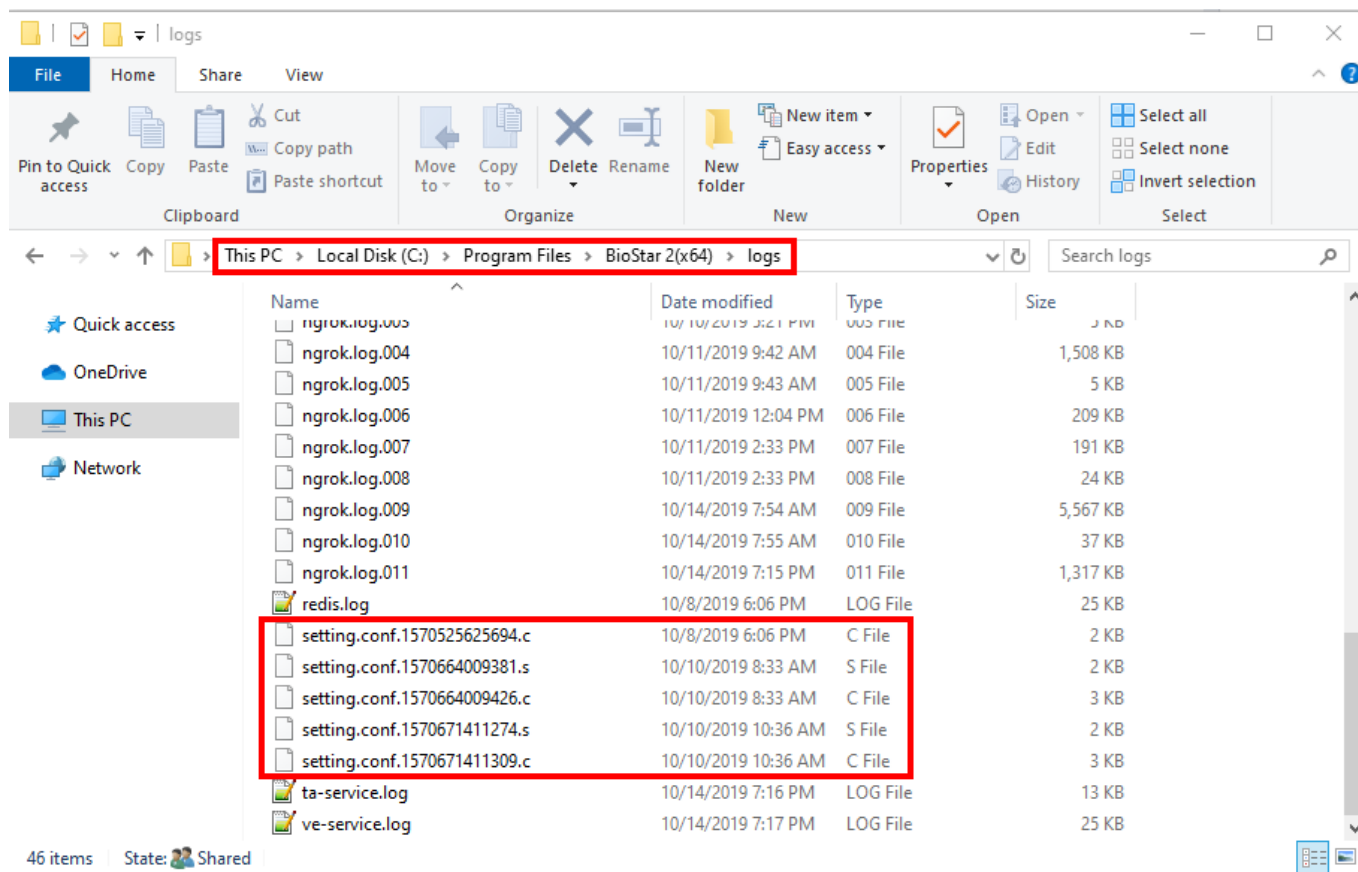 logs
File Home Share View
Pin to Quick access Copy Paste Cut Copy path Paste shortcut Move to Copy to Delete Rename New folder New item Easy access Properties Open Edit History Select all Select none Invert selection
Clipboard Organize New Open Select
This PC > Local Disk (C:) > Program Files > BioStar 2(x64) > logs Search logs
Name Date modified Type Size
Quick access
OneDrive
This PC
Network
ngrok.log.003 10/10/2019 5:21 PM 003 File 5 KB
ngrok.log.004 10/11/2019 9:42 AM 004 File 1,508 KB
ngrok.log.005 10/11/2019 9:43 AM 005 File 5 KB
ngrok.log.006 10/11/2019 12:04 PM 006 File 209 KB
ngrok.log.007 10/11/2019 2:33 PM 007 File 191 KB
ngrok.log.008 10/11/2019 2:33 PM 008 File 24 KB
ngrok.log.009 10/14/2019 7:54 AM 009 File 5,567 KB
ngrok.log.010 10/14/2019 7:55 AM 010 File 37 KB
ngrok.log.011 10/14/2019 7:15 PM 011 File 1,317 KB
redis.log 10/8/2019 6:06 PM LOG File 25 KB
setting.conf.1570525625694.c 10/8/2019 6:06 PM C File 2 KB
setting.conf.1570664009381.s 10/10/2019 8:33 AM S File 2 KB
setting.conf.1570664009426.c 10/10/2019 8:33 AM C File 3 KB
setting.conf.1570671411274.s 10/10/2019 10:36 AM S File 2 KB
setting.conf.1570671411309.c 10/10/2019 10:36 AM C File 3 KB
ta-service.log 10/14/2019 7:16 PM LOG File 13 KB
ve-service.log 10/14/2019 7:17 PM LOG File 25 KB
46 items State: Shared